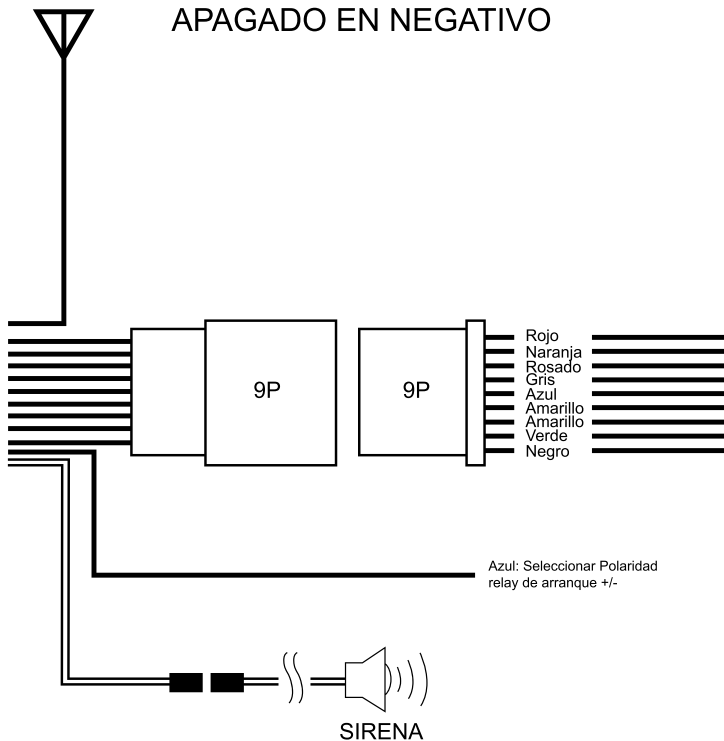 APAGADO EN NEGATIVO
9P
9P
Rojo
Naranja
Rosado
Gris
Azul
Amarillo
Amarillo
Verde
Negro
Azul: Seleccionar Polaridad
relay de arranque +/-
SIRENA